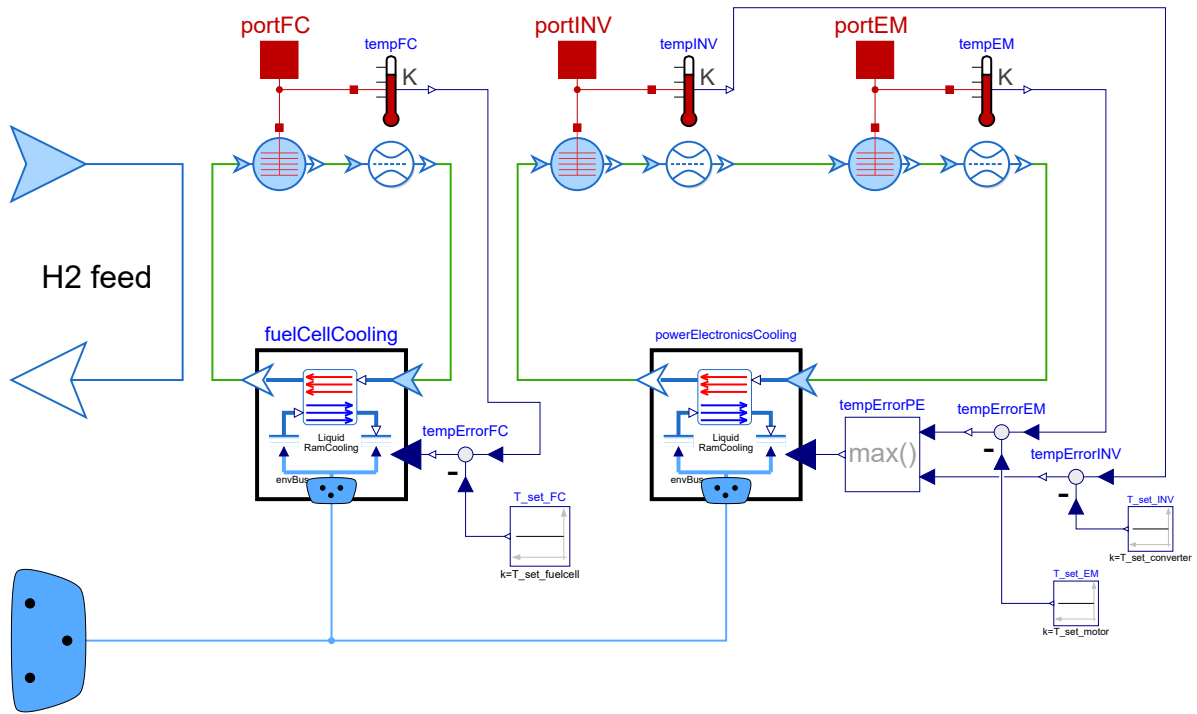 portFC
portINV
portEM
tempFC
tempINV
tempEM
K
K
K
H2 feed
fuelCellCooling
powerElectronicsCooling
Liquid
RamCooling
envBus
Liquid
RamCooling
envBus
tempErrorFC
-
T_set_FC
k=T_set_fuelcell
tempErrorPE
max()
tempErrorEM
-
tempErrorINV
-
T_set_INV
k=T_set_converter
T_set_EM
k=T_set_motor